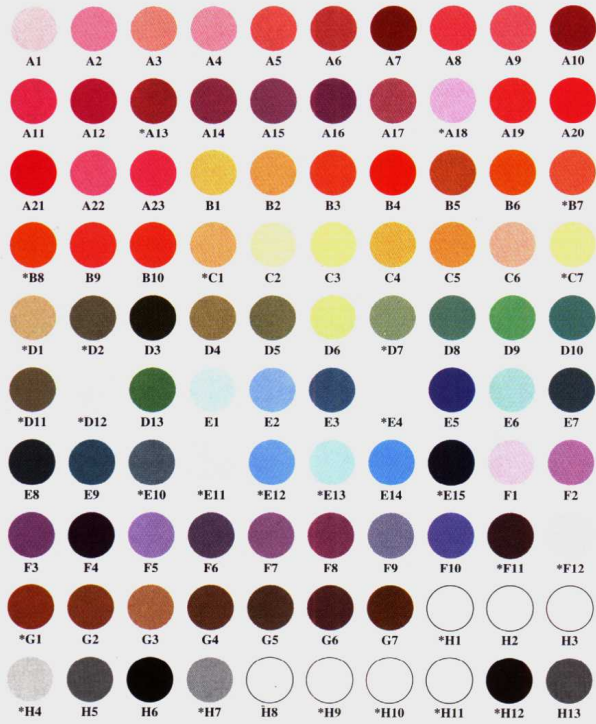 A1 A2 A3 A4 A5 A6 A7 A8 A9 A10
A11 A12 *A13 A14 A15 A16 A17 *A18 A19 A20
A21 A22 A23 B1 B2 B3 B4 B5 B6 *B7
*B8 B9 B10 *C1 C2 C3 C4 C5 C6 *C7
*D1 *D2 D3 D4 D5 D6 *D7 D8 D9 D10
*D11 *D12 D13 E1 E2 E3 *E4 E5 E6 E7
E8 E9 *E10 *E11 *E12 *E13 E14 *E15 F1 F2
F3 F4 F5 F6 F7 F8 F9 F10 *F11 *F12
*G1 G2 G3 G4 G5 G6 G7 *H1 H2 H3
*H4 H5 H6 *H7 H8 *H9 *H10 *H11 *H12 H13